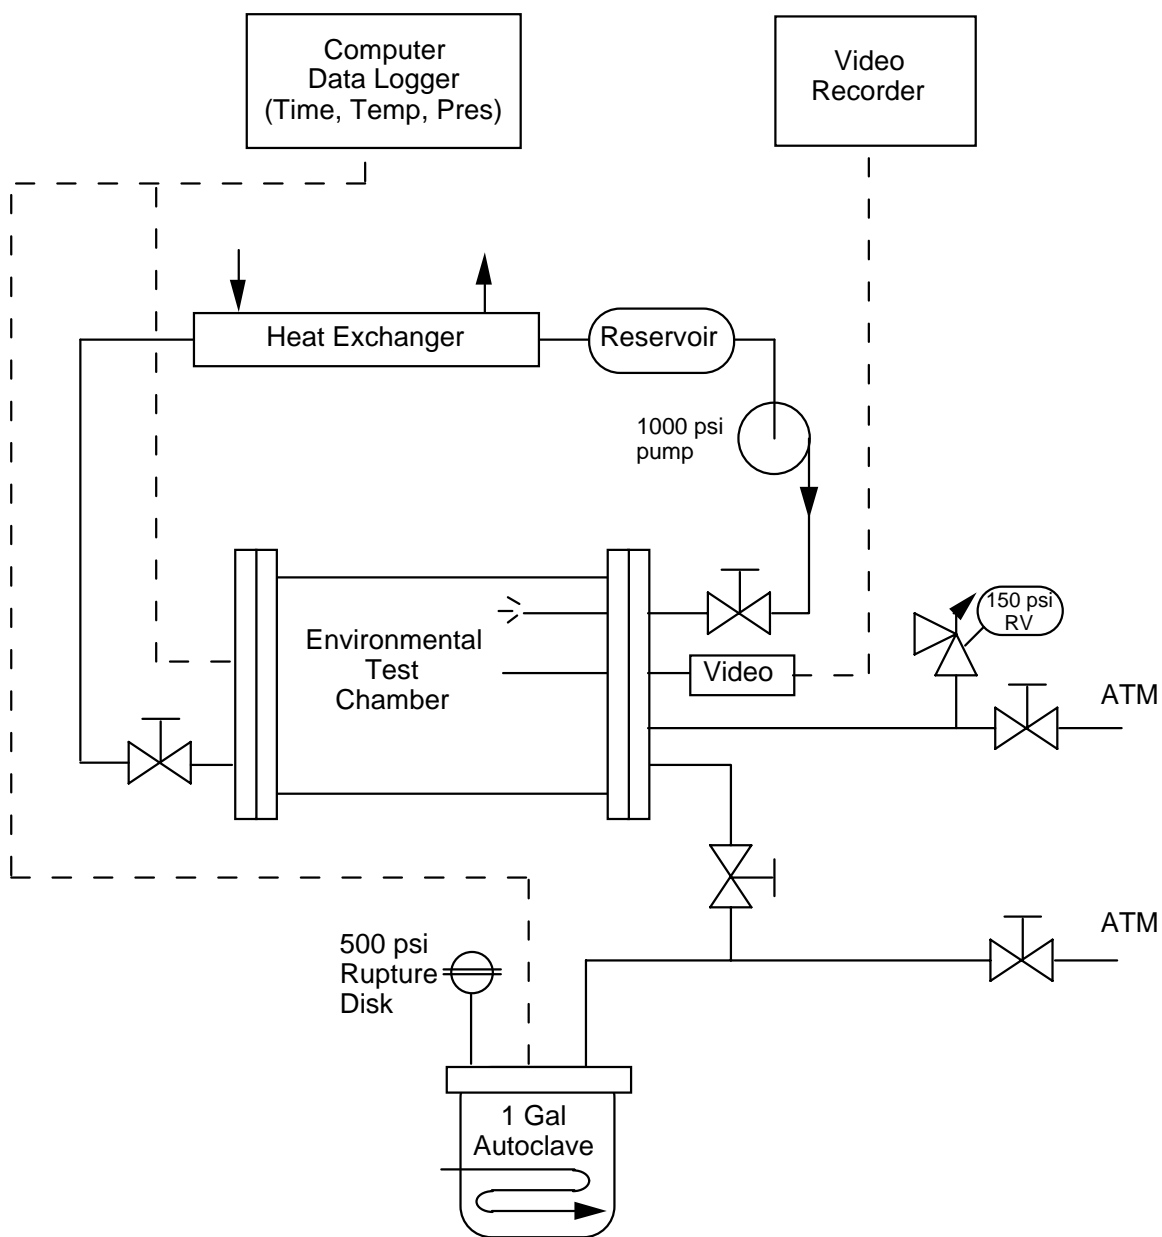 Computer
Data Logger
(Time, Temp, Pres)
Video
Recorder
Heat Exchanger
Reservoir
1000 psi
pump
150 psi
RV
Environmental
Test
Chamber
Video
ATM
ATM
500 psi
Rupture
Disk
1 Gal
Autoclave